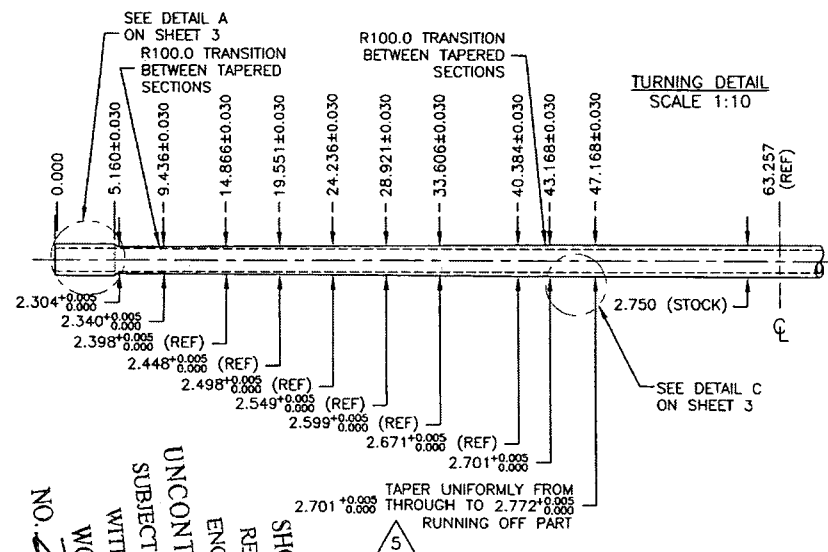 SEE DETAIL A
ON SHEET 3
R100.0 TRANSITION
BETWEEN TAPERED
SECTIONS
R100.0 TRANSITION
BETWEEN TAPERED
SECTIONS
TURNING DETAIL
SCALE 1:10
0.000
5.160±0.030
9.436±0.030
14.866±0.030
19.551±0.030
24.236±0.030
28.921±0.030
33.606±0.030
40.384±0.030
43.168±0.030
47.168±0.030
63.257
(REF)
2.304+0.005 0.000
2.340+0.005 0.000
2.398+0.005 0.000 (REF)
2.448+0.005 0.000 (REF)
2.498+0.005 0.000 (REF)
2.549+0.005 0.000 (REF)
2.599+0.005 0.000 (REF)
2.671+0.005 0.000 (REF)
2.701+0.005 0.000
2.750 (STOCK)
℄
SEE DETAIL C
ON SHEET 3
TAPER UNIFORMLY FROM
2.701 +0.005 0.000 THROUGH TO 2.772+0.005 0.000
RUNNING OFF PART
5
SHO
RE
ENG
UNCONT
SUBJECT
WIT
WO
NO.